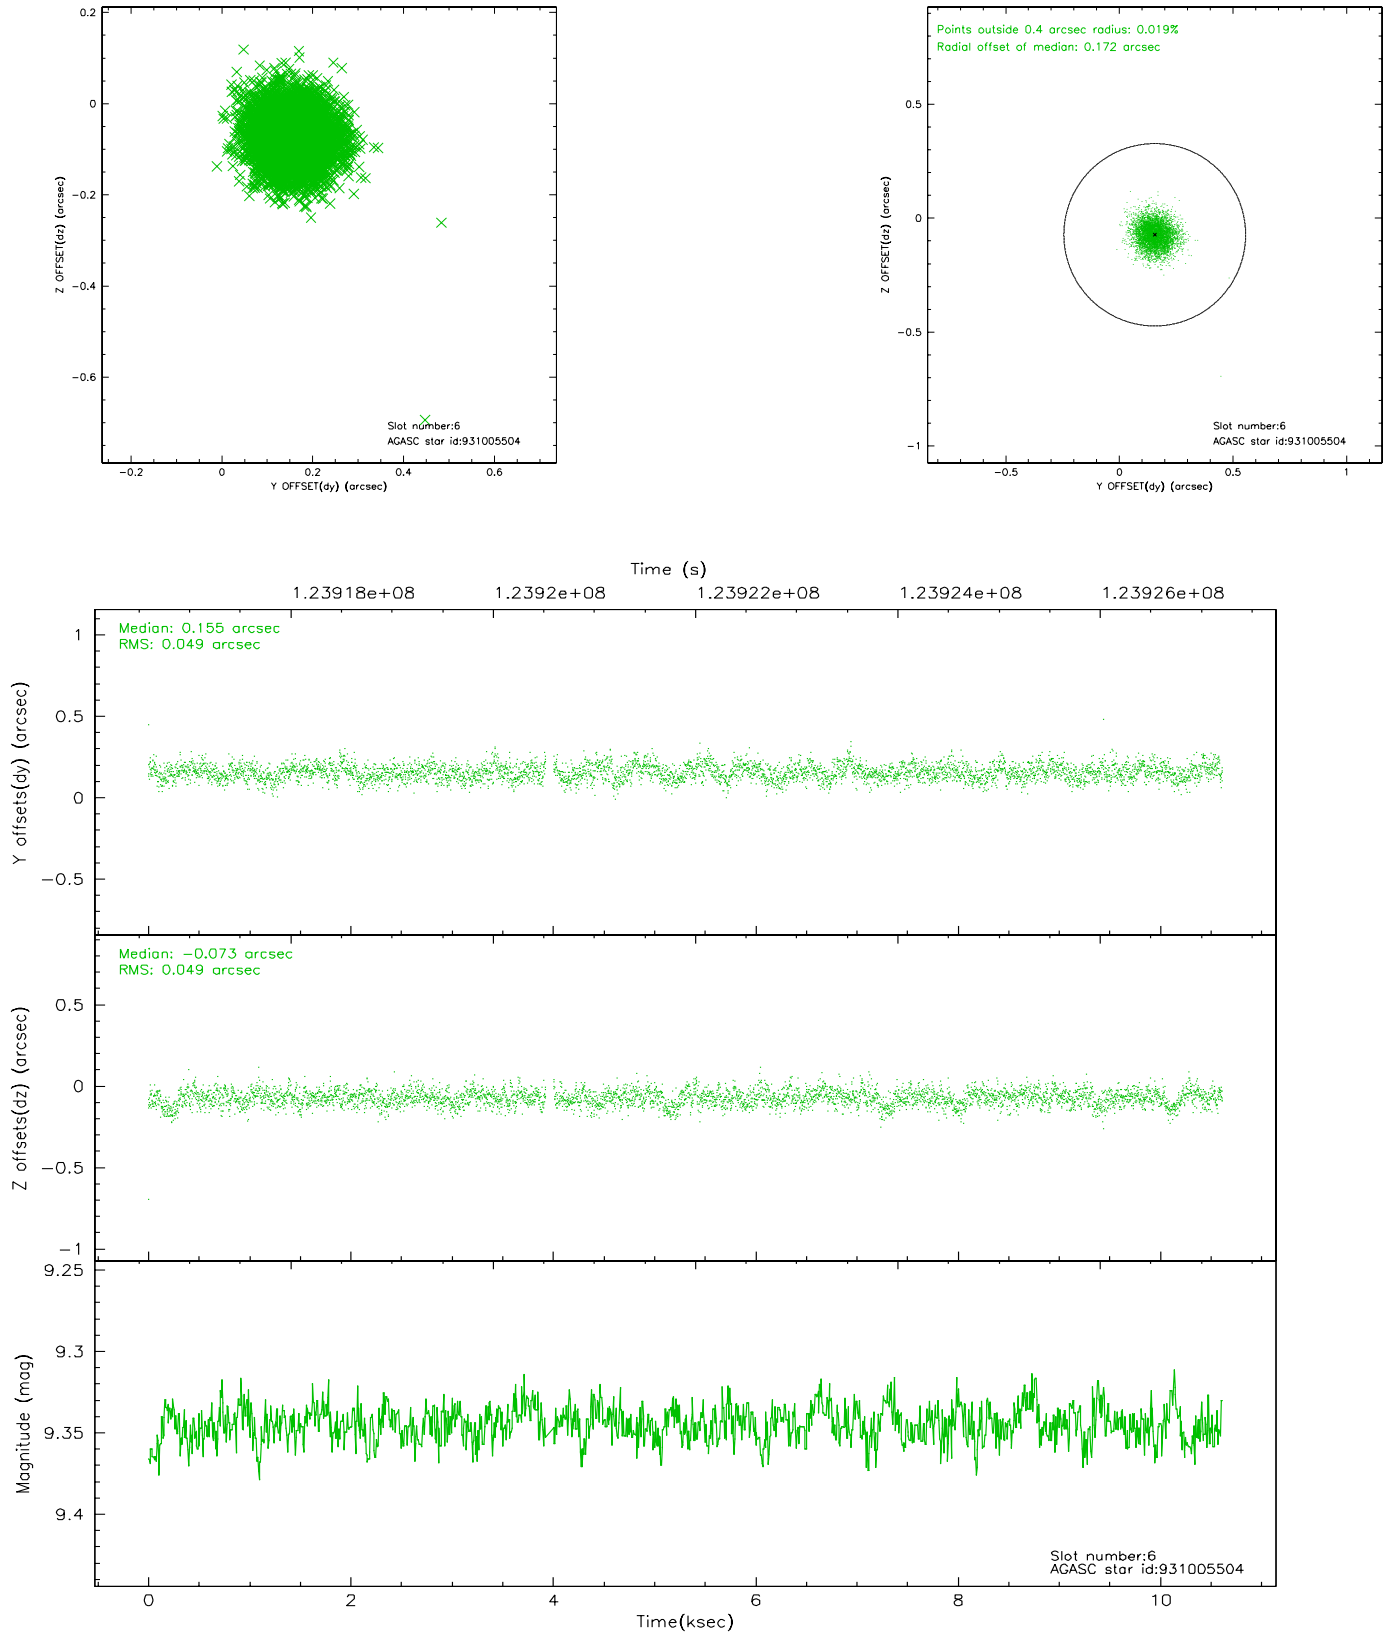 0.2
0
−0.2
−0.4
−0.6
Z OFFSET(dz) (arcsec)
Slot number:6
AGASC star id:931005504
−0.2 0 0.2 0.4 0.6
Y OFFSET(dy) (arcsec)
Points outside 0.4 arcsec radius: 0.019%
Radial offset of median: 0.172 arcsec
0.5
0
−0.5
−1
Z OFFSET(dz) (arcsec)
Slot number:6
AGASC star id:931005504
−0.5 0 0.5 1
Y OFFSET(dy) (arcsec)
Time (s)
1.23918e+08 1.2392e+08 1.23922e+08 1.23924e+08 1.23926e+08
Median: 0.155 arcsec
RMS: 0.049 arcsec
1
0.5
0
−0.5
Y offsets(dy) (arcsec)
Median: −0.073 arcsec
RMS: 0.049 arcsec
0.5
0
−0.5
−1
Z offsets(dz) (arcsec)
9.25
9.3
9.35
9.4
Magnitude (mag)
Slot number:6
AGASC star id:931005504
0 2 4 6 8 10
Time(ksec)